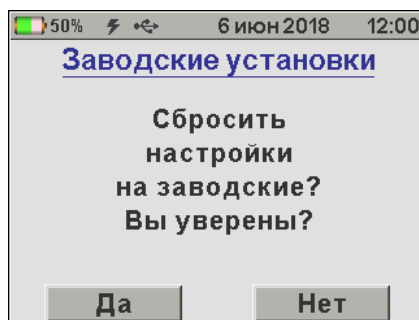 50% 6 июн 2018 12:00
Заводские установки
Сбросить
настройки
на заводские?
Вы уверены?
Да Нет